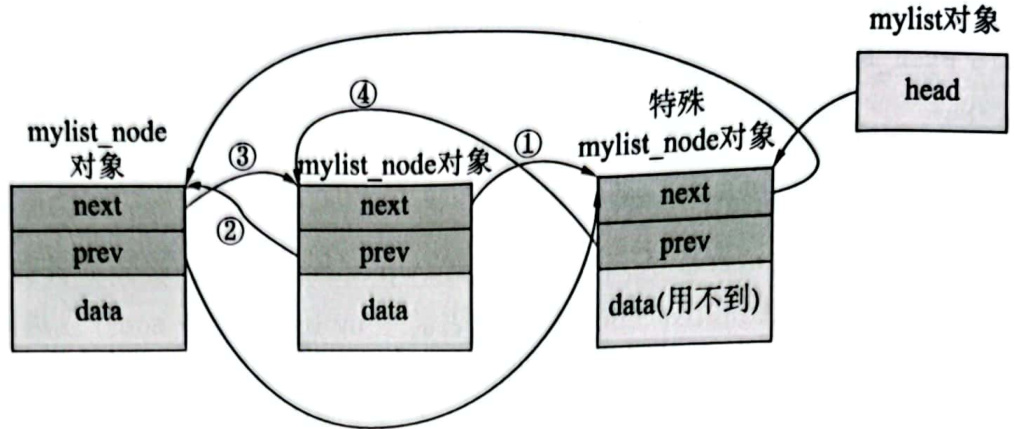 mylist对象
head
④
特殊
mylist_node对象
①
mylist_node
对象
③
mylist_node对象
next
prev
data
②
next
prev
data
next
prev
data(用不到)